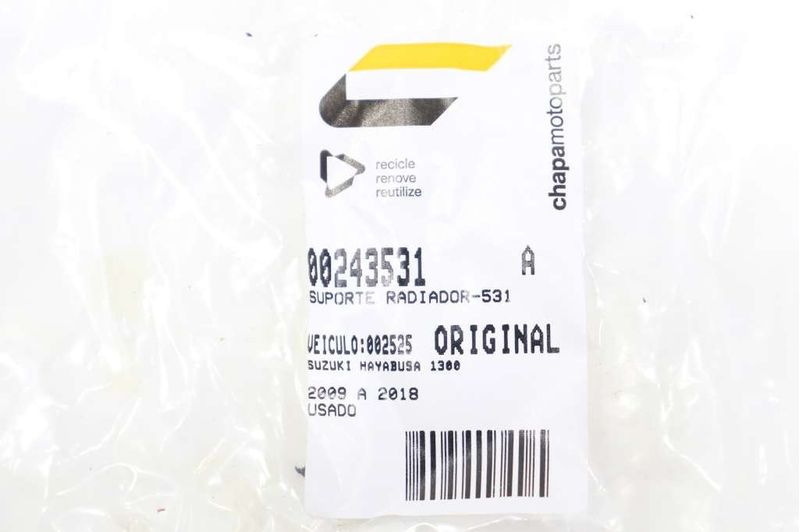 chapamotoparts
recicle
renove
reutilize
00243531 A
SUPORTE RADIADOR-531
VEICULO:002525 ORIGINAL
SUZUKI HAYABUSA 1300
2009 A 2018
USADO